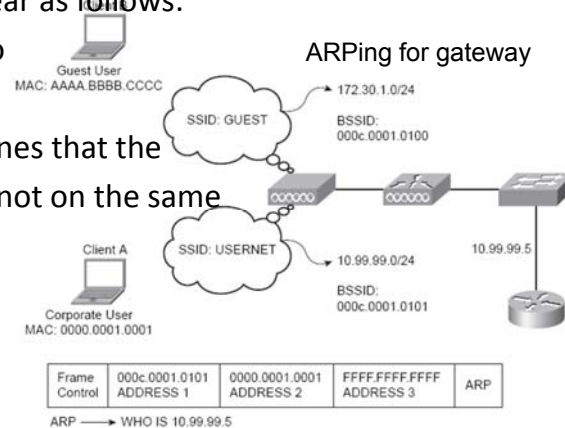 ear as follows:
Guest User
MAC: AAAA.BBBB.CCCC
ARPing for gateway
172.30.1.0/24
SSID: GUEST
BSSID:
000c.0001.0100
nes that the
not on the same
Client A
SSID: USERNET
10.99.99.0/24
BSSID:
000c.0001.0101
10.99.99.5
Corporate User
MAC: 0000.0001.0001
Frame Control 000c.0001.0101 ADDRESS 1 0000.0001.0001 ADDRESS 2 FFFF.FFFF.FFFF ADDRESS 3 ARP
ARP → WHO IS 10.99.99.5